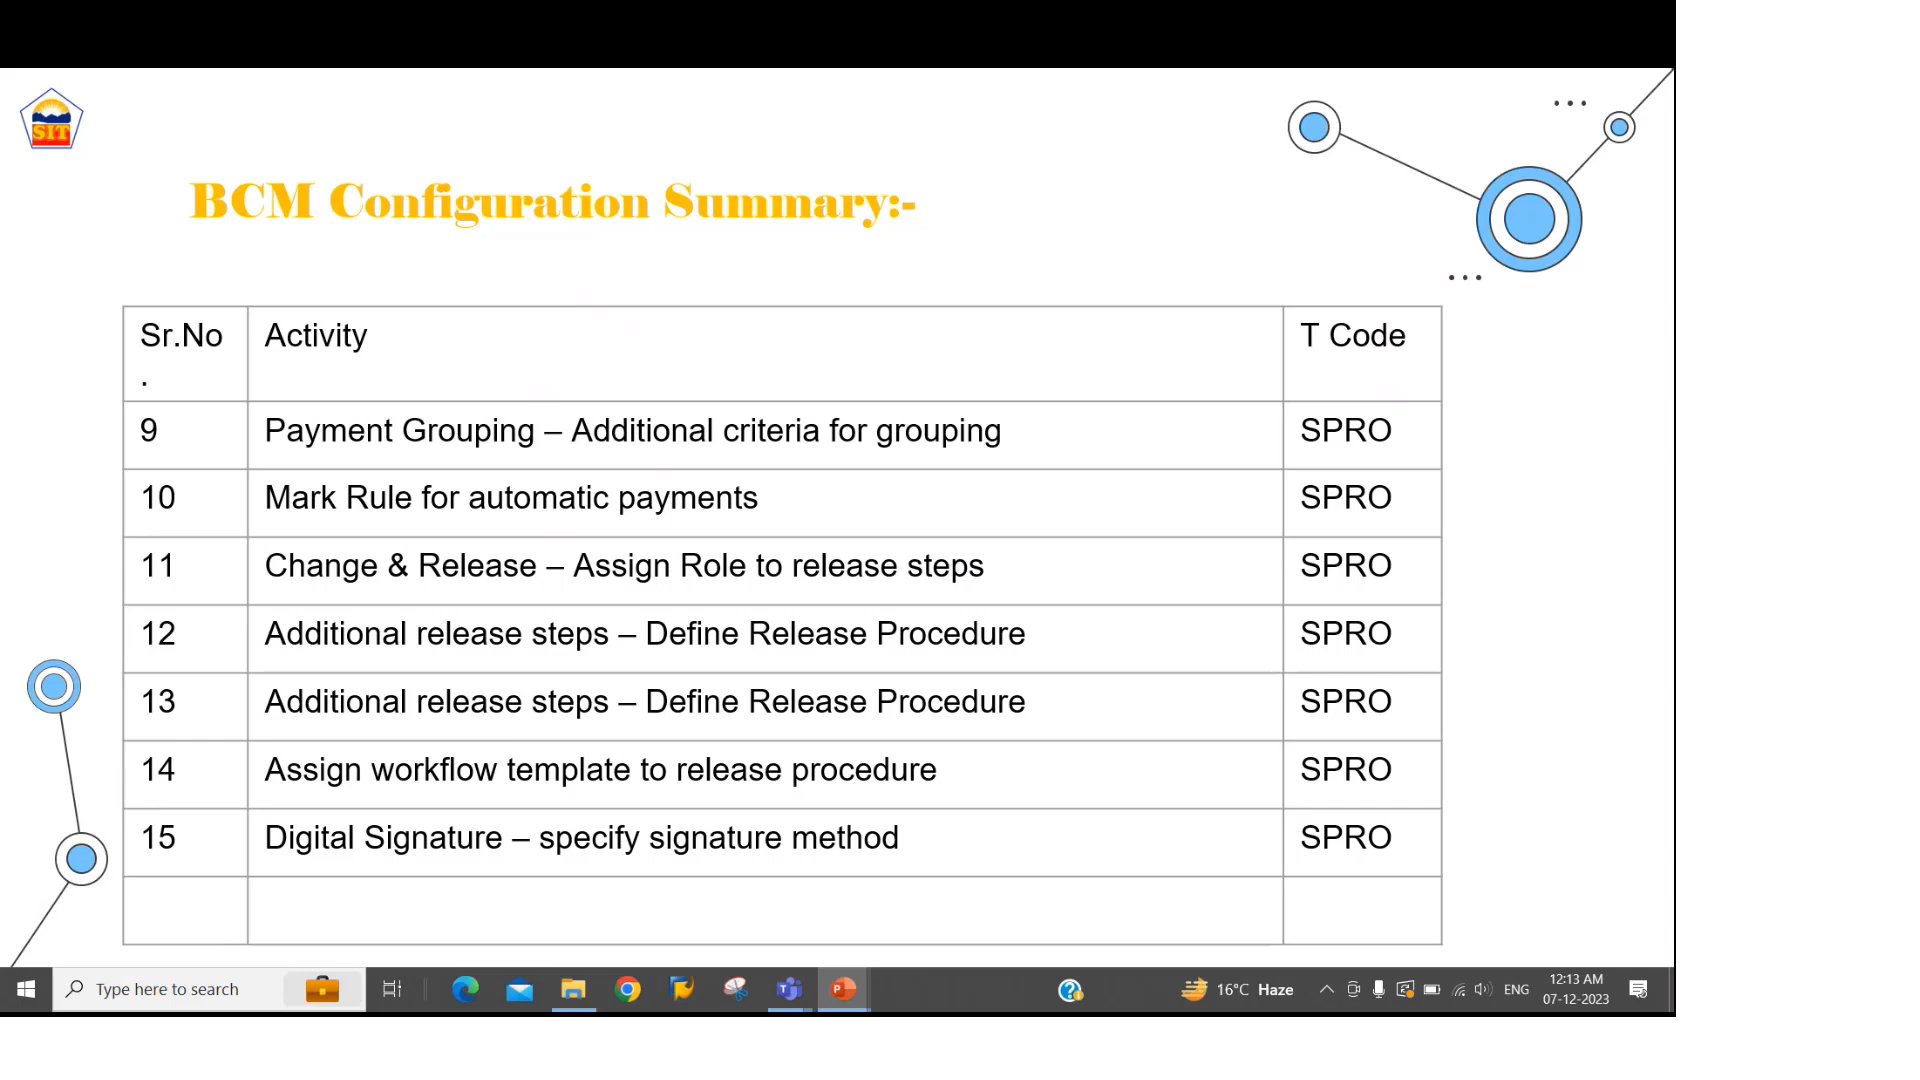 SIT
BCM Configuration Summary:-
Sr.No
.
Activity
T Code
9
Payment Grouping – Additional criteria for grouping
SPRO
10
Mark Rule for automatic payments
SPRO
11
Change & Release – Assign Role to release steps
SPRO
12
Additional release steps – Define Release Procedure
SPRO
13
Additional release steps – Define Release Procedure
SPRO
14
Assign workflow template to release procedure
SPRO
15
Digital Signature – specify signature method
SPRO
Type here to search
16°C Haze
ENG
12:13 AM
07-12-2023